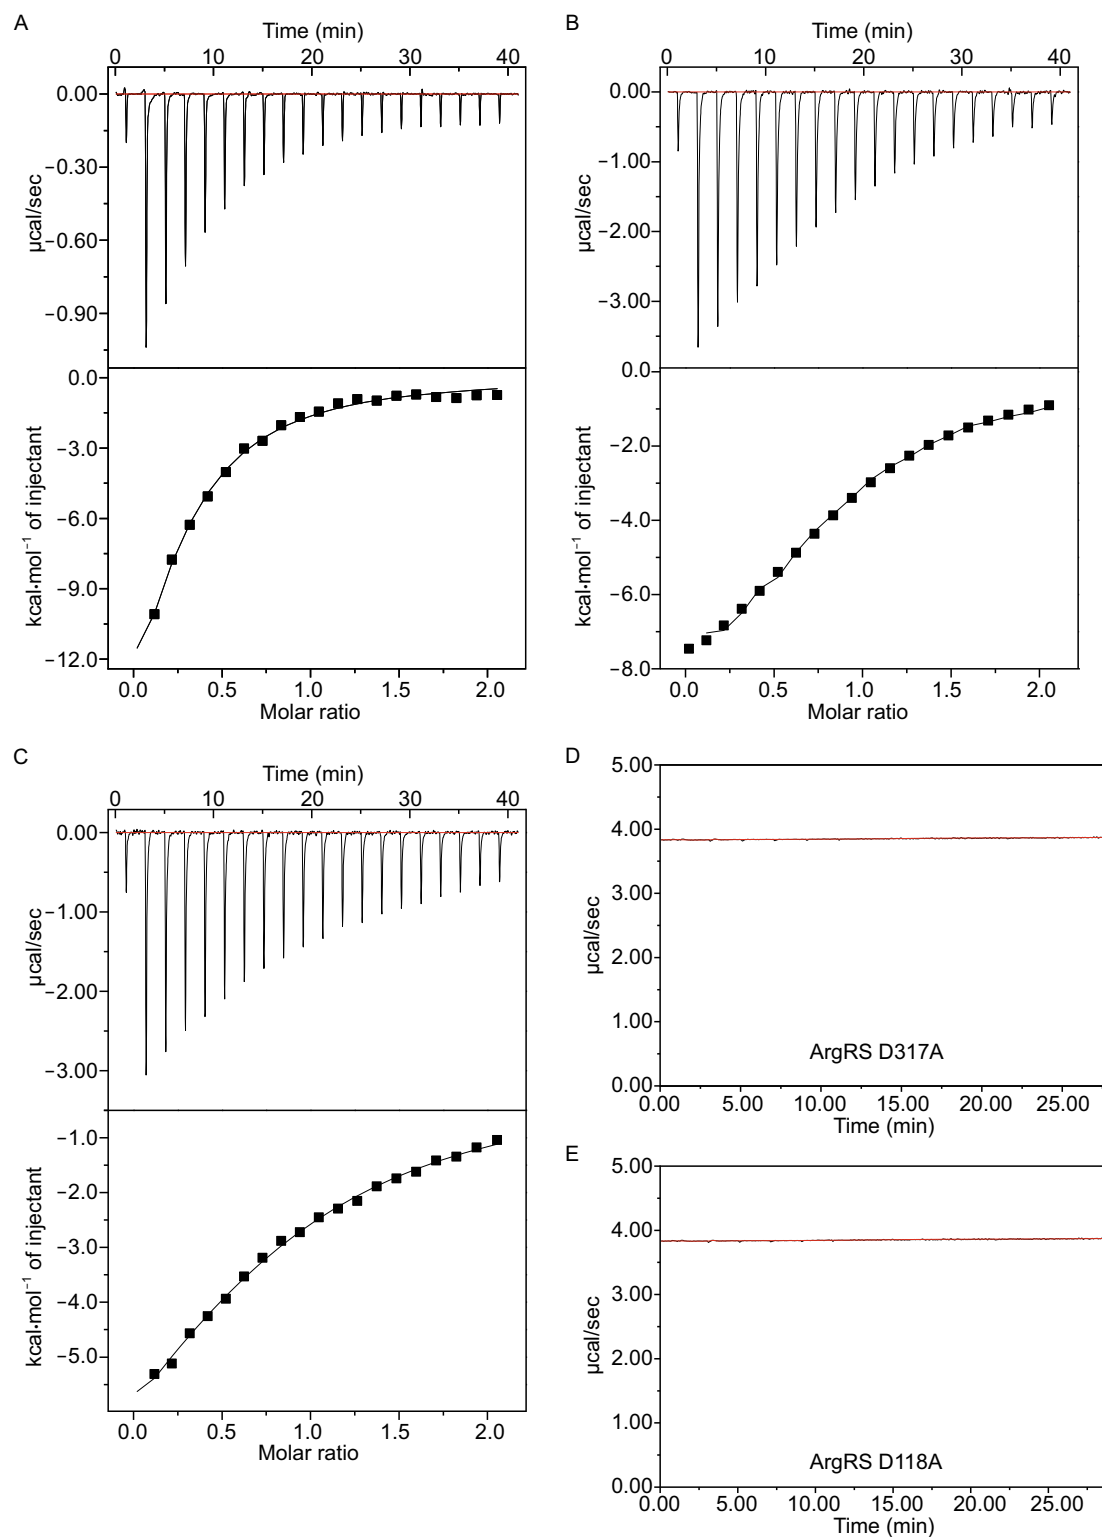 A
Time (min)
0 10 20 30 40
0.00
−0.30
−0.60
−0.90
µcal/sec
0.0
−3.0
−6.0
−9.0
−12.0
kcal·mol⁻¹ of injectant
0.0 0.5 1.0 1.5 2.0
Molar ratio
B
Time (min)
0 10 20 30 40
0.00
−1.00
−2.00
−3.00
µcal/sec
0.0
−2.0
−4.0
−6.0
−8.0
kcal·mol⁻¹ of injectant
0.0 0.5 1.0 1.5 2.0
Molar ratio
C
Time (min)
0 10 20 30 40
0.00
−1.00
−2.00
−3.00
µcal/sec
−1.0
−2.0
−3.0
−4.0
−5.0
kcal·mol⁻¹ of injectant
0.0 0.5 1.0 1.5 2.0
Molar ratio
D
5.00
4.00
3.00
2.00
1.00
0.00
µcal/sec
ArgRS D317A
0.00 5.00 10.00 15.00 20.00 25.00
Time (min)
E
5.00
4.00
3.00
2.00
1.00
0.00
µcal/sec
ArgRS D118A
0.00 5.00 10.00 15.00 20.00 25.00
Time (min)